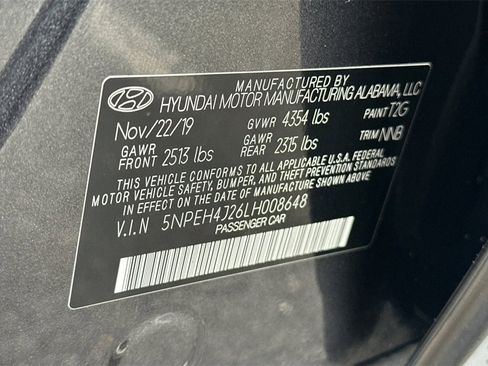 MANUFACTURED BY
HYUNDAI MOTOR MANUFACTURING ALABAMA, LLC
Nov/22/19 GVWR 4354 lbs PAINT T2G
GAWR FRONT 2513 lbs GAWR REAR 2315 lbs TRIM NNB
THIS VEHICLE CONFORMS TO ALL APPLICABLE U.S.A. FEDERAL
MOTOR VEHICLE SAFETY, BUMPER, AND THEFT PREVENTION STANDARDS
IN EFFECT ON THE DATE OF MANUFACTURE SHOWN ABOVE.
V.I.N 5NPEH4J26LH008648
PASSENGER CAR